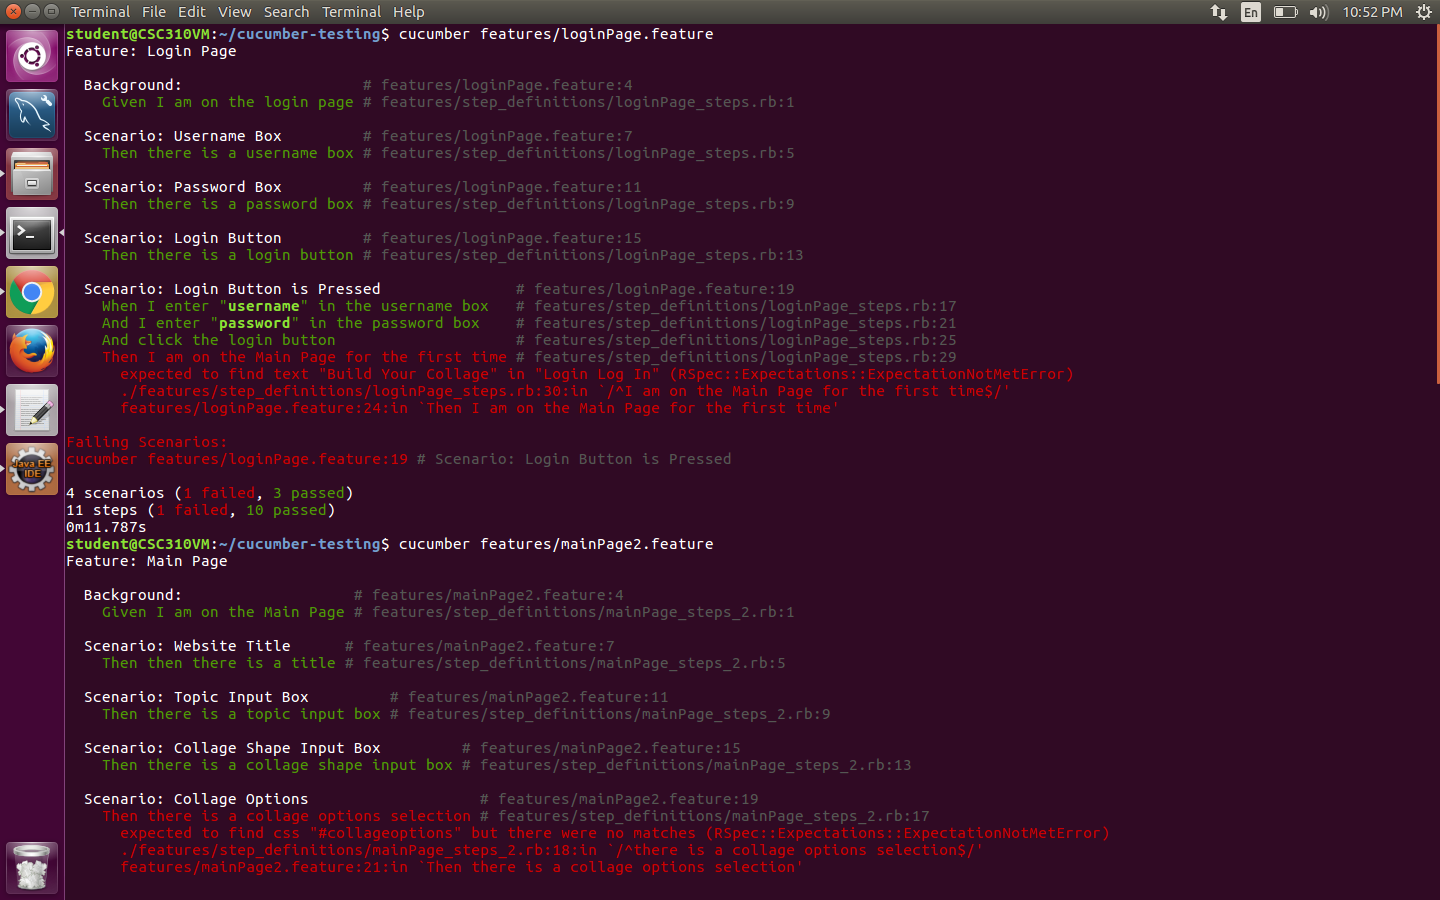 Terminal File Edit View Search Terminal Help En 10:52 PM
student@CSC310VM:~/cucumber-testing$ cucumber features/loginPage.feature
Feature: Login Page
Background: # features/loginPage.feature:4
Given I am on the login page # features/step_definitions/loginPage_steps.rb:1
Scenario: Username Box # features/loginPage.feature:7
Then there is a username box # features/step_definitions/loginPage_steps.rb:5
Scenario: Password Box # features/loginPage.feature:11
Then there is a password box # features/step_definitions/loginPage_steps.rb:9
Scenario: Login Button # features/loginPage.feature:15
Then there is a login button # features/step_definitions/loginPage_steps.rb:13
Scenario: Login Button is Pressed # features/loginPage.feature:19
When I enter "username" in the username box # features/step_definitions/loginPage_steps.rb:17
And I enter "password" in the password box # features/step_definitions/loginPage_steps.rb:21
And click the login button # features/step_definitions/loginPage_steps.rb:25
Then I am on the Main Page for the first time # features/step_definitions/loginPage_steps.rb:29
expected to find text "Build Your Collage" in "Login Log In" (RSpec::Expectations::ExpectationNotMetError)
./features/step_definitions/loginPage_steps.rb:30:in `/^I am on the Main Page for the first time$/'
features/loginPage.feature:24:in `Then I am on the Main Page for the first time'
Java EE
IDE
Failing Scenarios:
cucumber features/loginPage.feature:19 # Scenario: Login Button is Pressed
4 scenarios (1 failed, 3 passed)
11 steps (1 failed, 10 passed)
0m11.787s
student@CSC310VM:~/cucumber-testing$ cucumber features/mainPage2.feature
Feature: Main Page
Background: # features/mainPage2.feature:4
Given I am on the Main Page # features/step_definitions/mainPage_steps_2.rb:1
Scenario: Website Title # features/mainPage2.feature:7
Then then there is a title # features/step_definitions/mainPage_steps_2.rb:5
Scenario: Topic Input Box # features/mainPage2.feature:11
Then there is a topic input box # features/step_definitions/mainPage_steps_2.rb:9
Scenario: Collage Shape Input Box # features/mainPage2.feature:15
Then there is a collage shape input box # features/step_definitions/mainPage_steps_2.rb:13
Scenario: Collage Options # features/mainPage2.feature:19
Then there is a collage options selection # features/step_definitions/mainPage_steps_2.rb:17
expected to find css "#collageoptions" but there were no matches (RSpec::Expectations::ExpectationNotMetError)
./features/step_definitions/mainPage_steps_2.rb:18:in `/^there is a collage options selection$/'
features/mainPage2.feature:21:in `Then there is a collage options selection'